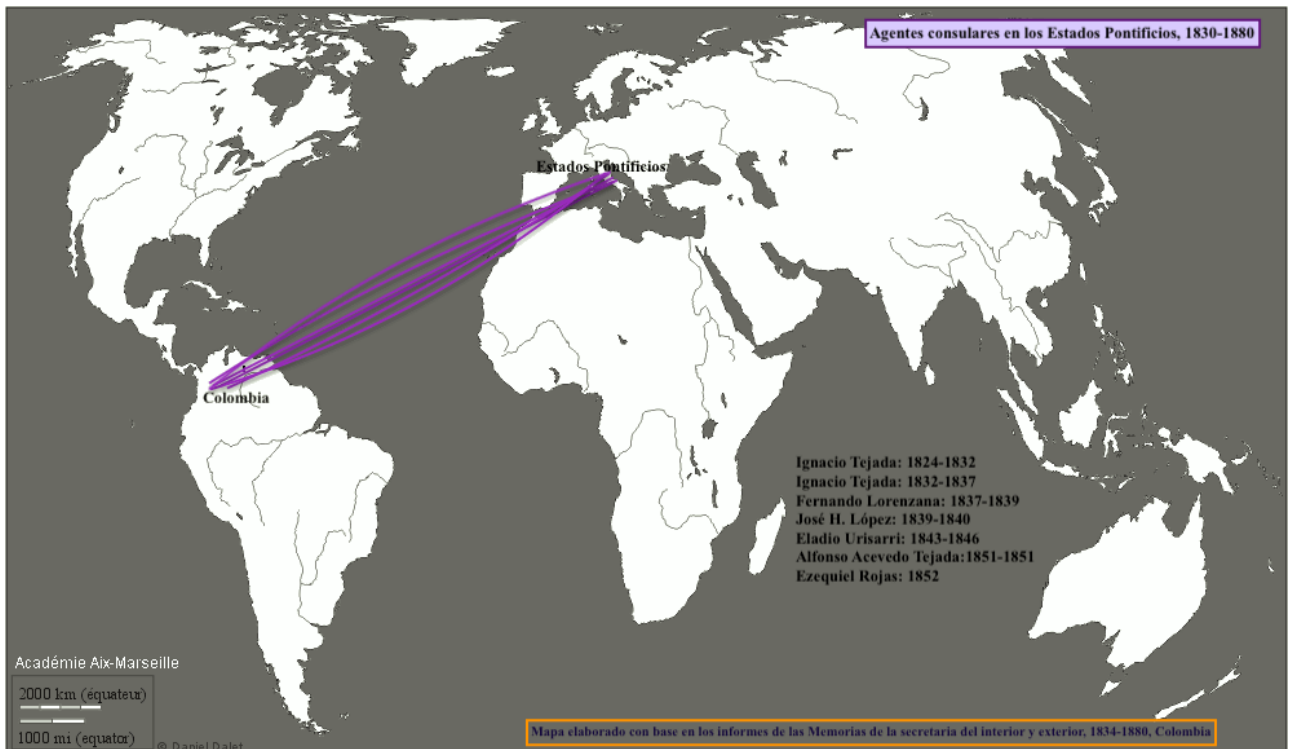 Agentes consulares en los Estados Pontificios, 1830-1880
Estados Pontificios
Colombia
Ignacio Tejada: 1824-1832
Ignacio Tejada: 1832-1837
Fernando Lorenzana: 1837-1839
José H. López: 1839-1840
Eladio Urisarri: 1843-1846
Alfonso Acevedo Tejada:1851-1851
Ezequiel Rojas: 1852
Académie Aix-Marseille
2000 km (équateur)
1000 mi (equator)
© Daniel Dalet
Mapa elaborado con base en los informes de las Memorias de la secretaria del interior y exterior, 1834-1880, Colombia